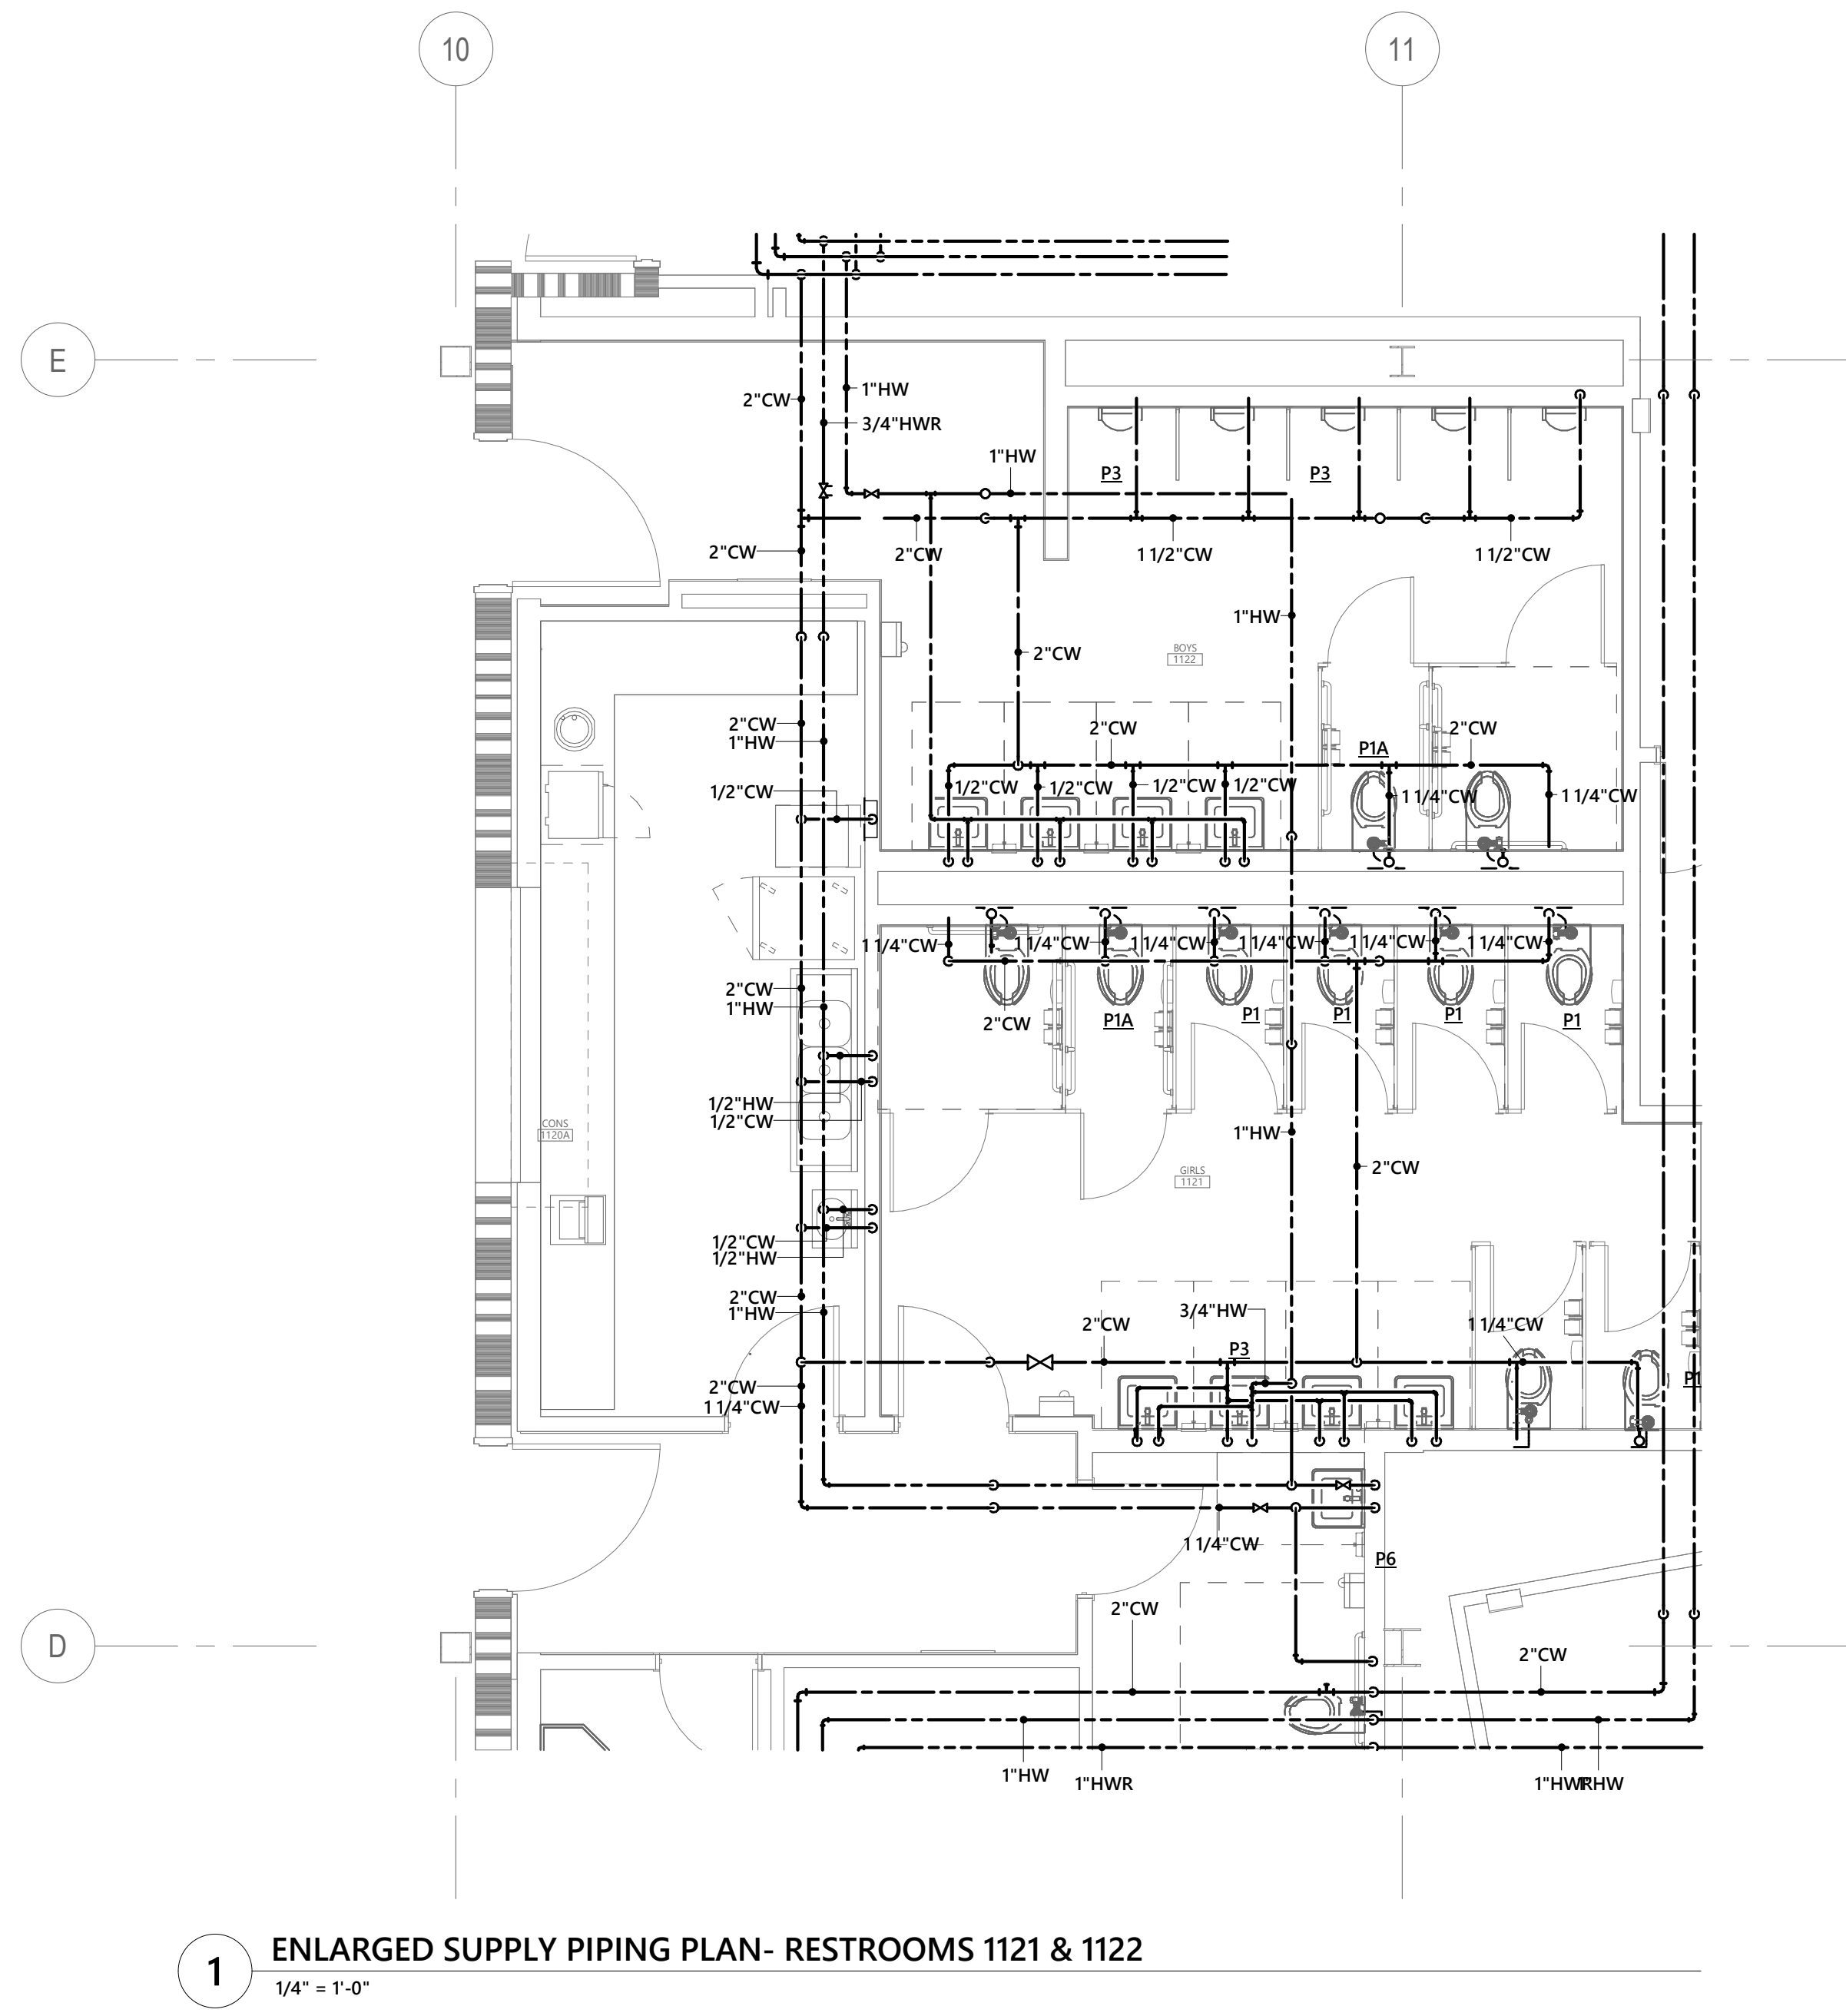 10
11
E
1"HW
2"CW
3/4"HWR
1"HW
P3
P3
2"CW
2"CW
1 1/2"CW
1 1/2"CW
1"HW
BOYS
1122
2"CW
2"CW
1"HW
2"CW
P1A
2"CW
1/2"CW
1/2"CW
1/2"CW
1/2"CW
1/2"CW
1 1/4"CW
1 1/4"CW
1 1/4"CW
1 1/4"CW
1 1/4"CW
1 1/4"CW
1 1/4"CW
1 1/4"CW
2"CW
1"HW
2"CW
P1A
P1
P1
P1
P1
1/2"HW
1/2"CW
CONS
1120A
1"HW
2"CW
GIRLS
1121
1/2"CW
1/2"HW
2"CW
1"HW
3/4"HW
2"CW
P3
1 1/4"CW
2"CW
1 1/4"CW
P1
1 1/4"CW
P6
2"CW
D
2"CW
1"HW
1"HWR
1"HWR
1"HW
1
ENLARGED SUPPLY PIPING PLAN- RESTROOMS 1121 & 1122
1/4" = 1'-0"